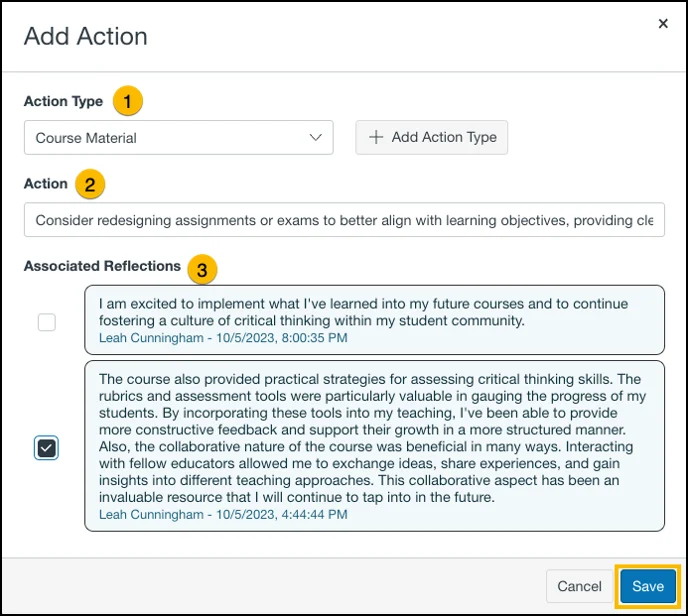 Add Action
×
Action Type 1
Course Material
+ Add Action Type
Action 2
Consider redesigning assignments or exams to better align with learning objectives, providing cle
Associated Reflections 3
I am excited to implement what I've learned into my future courses and to continue
fostering a culture of critical thinking within my student community.
Leah Cunningham - 10/5/2023, 8:00:35 PM
The course also provided practical strategies for assessing critical thinking skills. The
rubrics and assessment tools were particularly valuable in gauging the progress of my
students. By incorporating these tools into my teaching, I've been able to provide
more constructive feedback and support their growth in a more structured manner.
Also, the collaborative nature of the course was beneficial in many ways. Interacting
with fellow educators allowed me to exchange ideas, share experiences, and gain
insights into different teaching approaches. This collaborative aspect has been an
invaluable resource that I will continue to tap into in the future.
Leah Cunningham - 10/5/2023, 4:44:44 PM
Cancel
Save